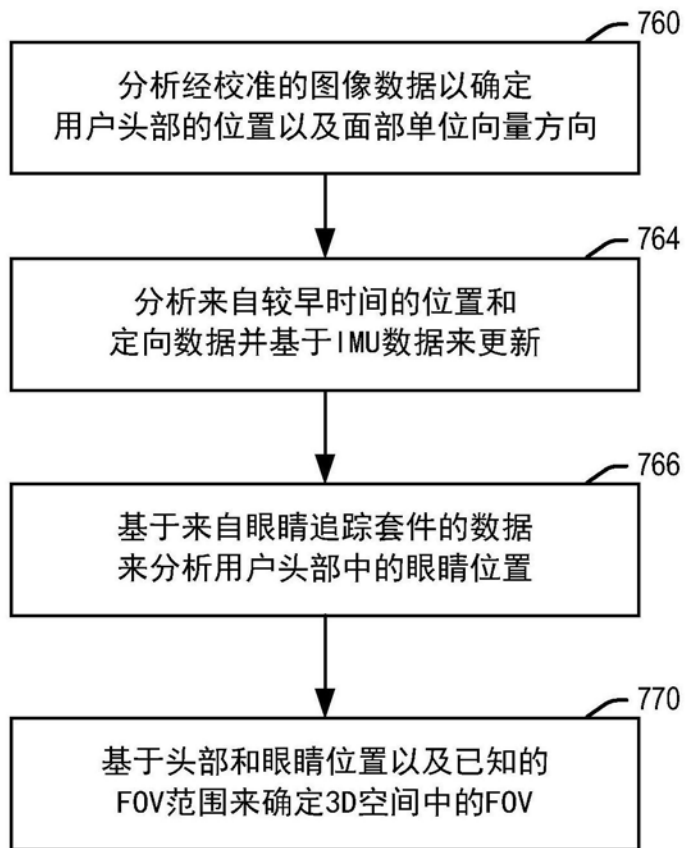 760
分析经校准的图像数据以确定
用户头部的位置以及面部单位向量方向
764
分析来自较早时间的位置和
定向数据并基于IMU数据来更新
766
基于来自眼睛追踪套件的数据
来分析用户头部中的眼睛位置
770
基于头部和眼睛位置以及已知的
FOV范围来确定3D空间中的FOV